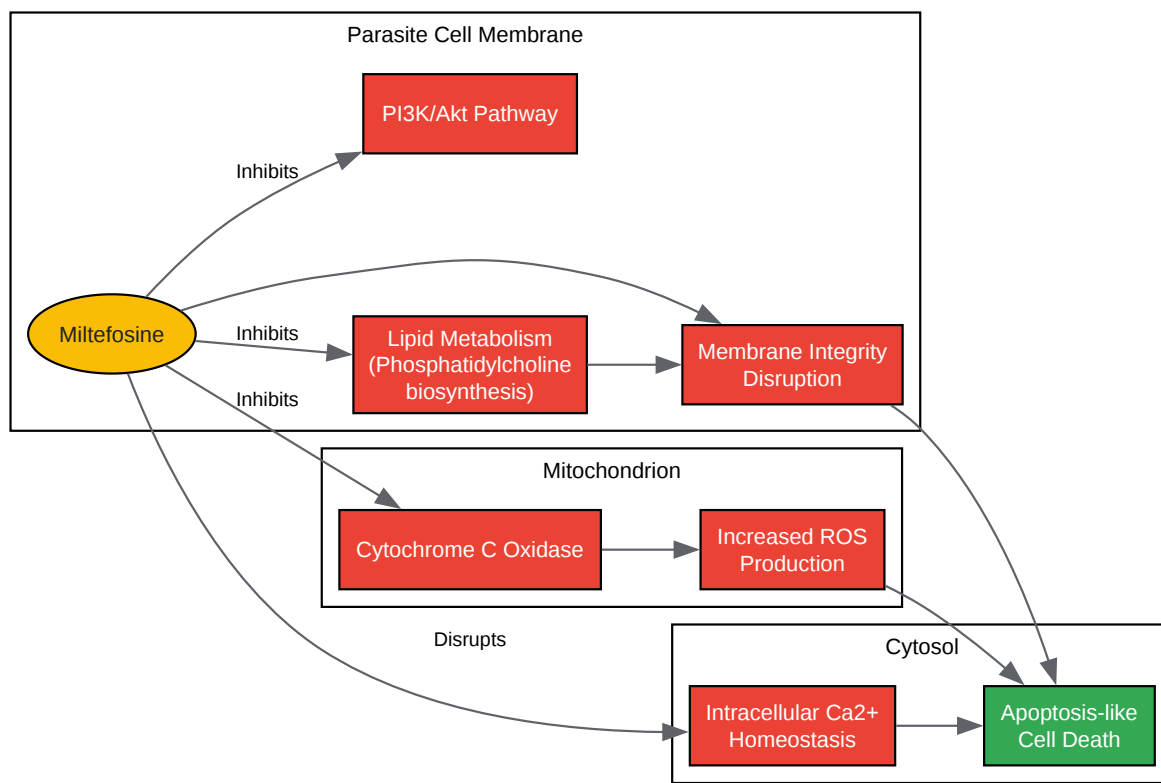 Parasite Cell Membrane
PI3K/Akt Pathway
Inhibits
Miltefosine
Inhibits
Lipid Metabolism
(Phosphatidylcholine
biosynthesis)
Membrane Integrity
Disruption
Inhibits
Mitochondrion
Cytochrome C Oxidase
Increased ROS
Production
Disrupts
Cytosol
Intracellular Ca2+
Homeostasis
Apoptosis-like
Cell Death